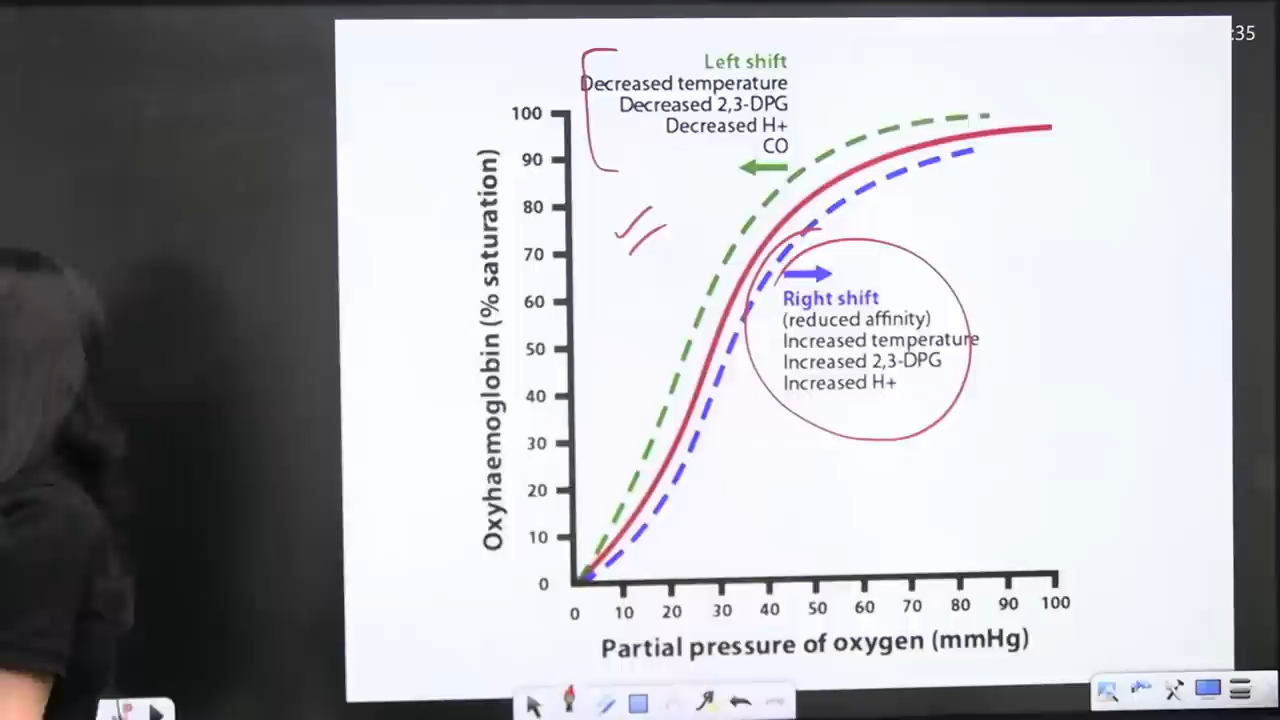 :35
Left shift
Decreased temperature
Decreased 2,3-DPG
Decreased H+
CO
Oxyhaemoglobin (% saturation)
100
90
80
70
60
50
40
30
20
10
0
Right shift
(reduced affinity)
Increased temperature
Increased 2,3-DPG
Increased H+
0 10 20 30 40 50 60 70 80 90 100
Partial pressure of oxygen (mmHg)